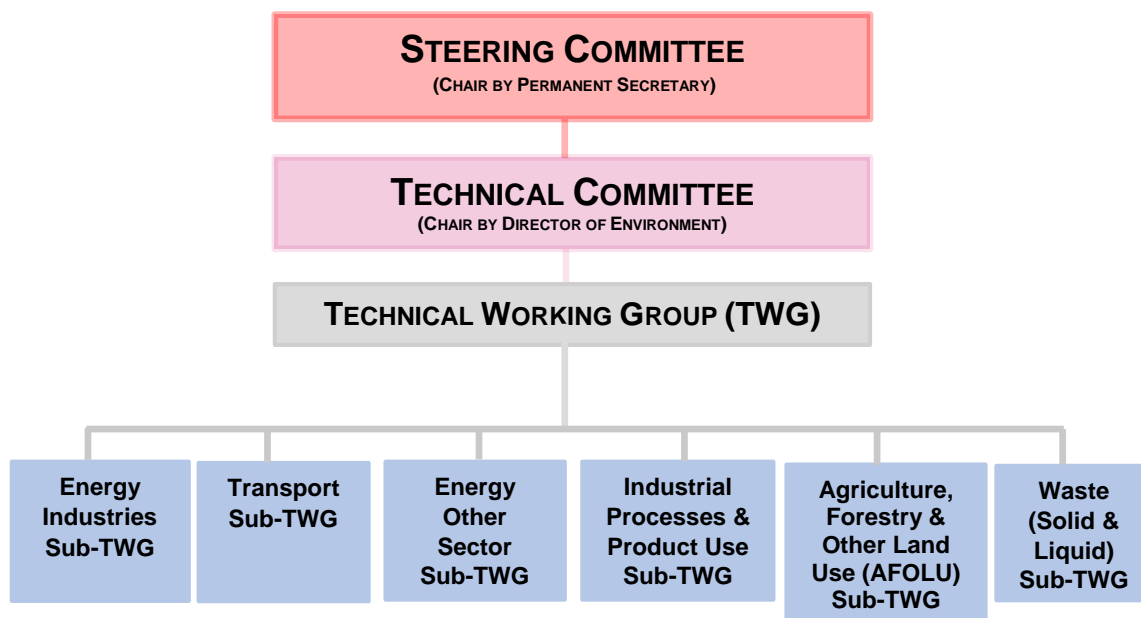 STEERING COMMITTEE
(CHAIR BY PERMANENT SECRETARY)
TECHNICAL COMMITTEE
(CHAIR BY DIRECTOR OF ENVIRONMENT)
TECHNICAL WORKING GROUP (TWG)
Energy
Industries
Sub-TWG
Transport
Sub-TWG
Energy
Other
Sector
Sub-TWG
Industrial
Processes &
Product Use
Sub-TWG
Agriculture,
Forestry &
Other Land
Use (AFOLU)
Sub-TWG
Waste
(Solid &
Liquid)
Sub-TWG